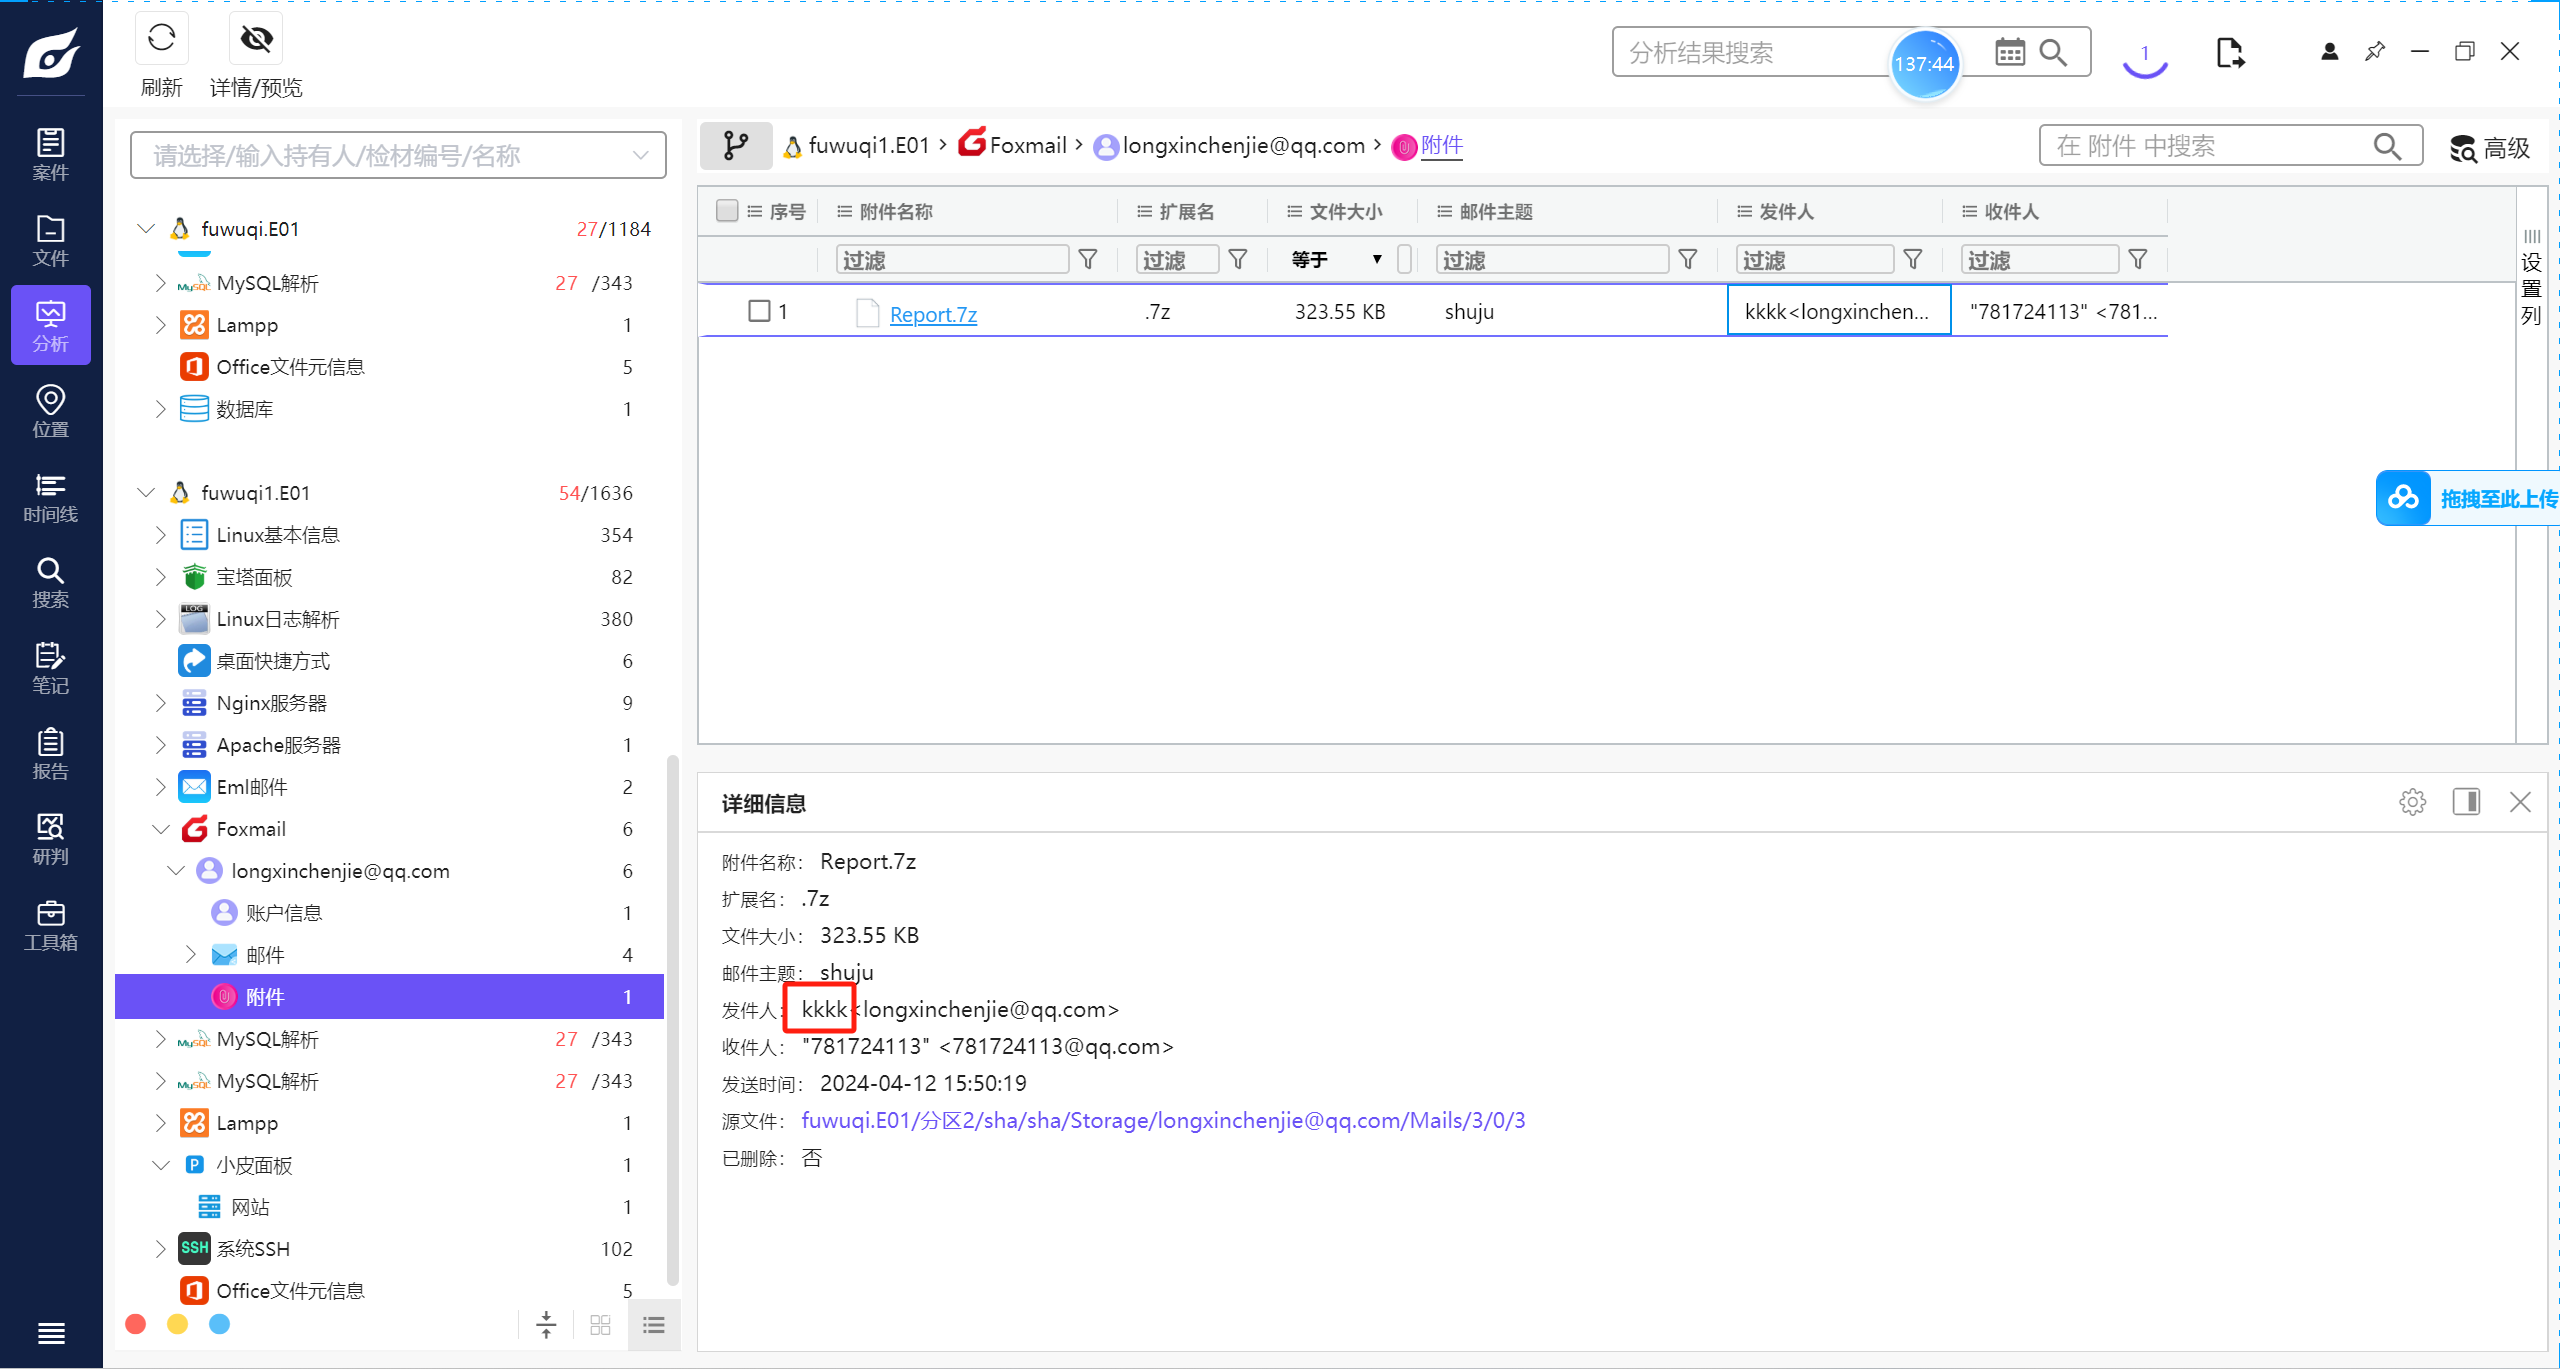 刷新
详情/预览
分析结果搜索
137:44
1
案件
文件
分析
位置
时间线
搜索
笔记
报告
研判
工具箱
请选择/输入持有人/检材编号/名称
fuwuqi.E01 27/1184
MySQL解析 27 /343
Lampp 1
Office文件元信息 5
数据库 1
fuwuqi1.E01 54/1636
Linux基本信息 354
宝塔面板 82
LOG Linux日志解析 380
桌面快捷方式 6
Nginx服务器 9
Apache服务器 1
Eml邮件 2
Foxmail 6
longxinchenjie@qq.com 6
账户信息 1
邮件 4
附件 1
MySQL MySQL解析 27 /343
MySQL MySQL解析 27 /343
Lampp 1
P 小皮面板 1
网站 1
SSH 系统SSH 102
Office文件元信息 5
fuwuqi1.E01 › Foxmail › longxinchenjie@qq.com › 附件
在 附件 中搜索
高级
序号 附件名称 扩展名 文件大小 邮件主题 发件人 收件人
过滤 过滤 等于 过滤 过滤 过滤
1 Report.7z .7z 323.55 KB shuju kkkk<longxinchen... "781724113" <781...
设置列
拖拽至此上传
详细信息
附件名称： Report.7z
扩展名： .7z
文件大小： 323.55 KB
邮件主题： shuju
发件人： kkkk<longxinchenjie@qq.com>
收件人： "781724113" <781724113@qq.com>
发送时间： 2024-04-12 15:50:19
源文件： fuwuqi.E01/分区2/sha/sha/Storage/longxinchenjie@qq.com/Mails/3/0/3
已删除： 否